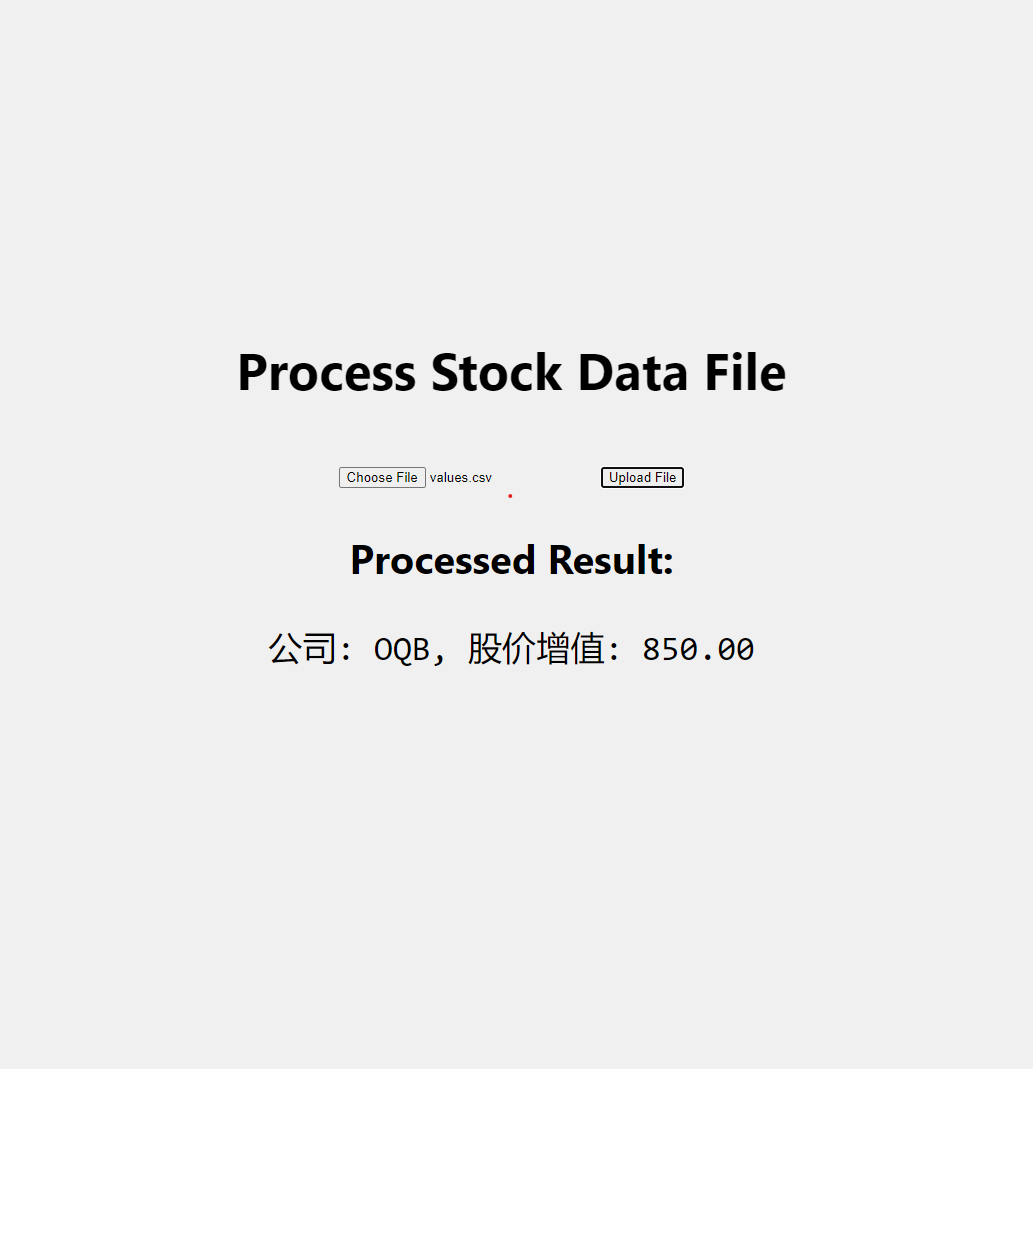 Process Stock Data File
Choose File values.csv Upload File
Processed Result:
公司: OQB, 股价增值: 850.00